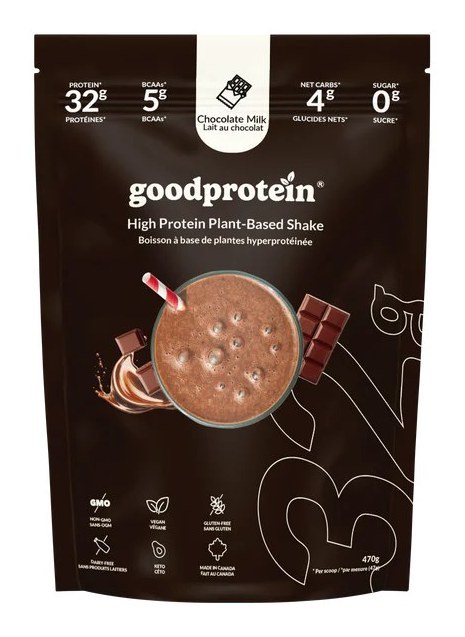 PROTEIN*
32g
PROTÉINES*
BCAAs*
5g
BCAAs*
Chocolate Milk
Lait au chocolat
NET CARBS*
4g
GLUCIDES NETS*
SUGAR*
0g
SUCRE*
goodprotein®
High Protein Plant-Based Shake
Boisson à base de plantes hyperprotéinée
32g
GMO
NON-GMO
SANS-OGM
VEGAN
VÉGANE
GLUTEN-FREE
SANS GLUTEN
DAIRY-FREE
SANS PRODUITS LAITIERS
KETO
CÉTO
MADE IN CANADA
FAIT AU CANADA
470g
* Per scoop / *par mesure (47g)